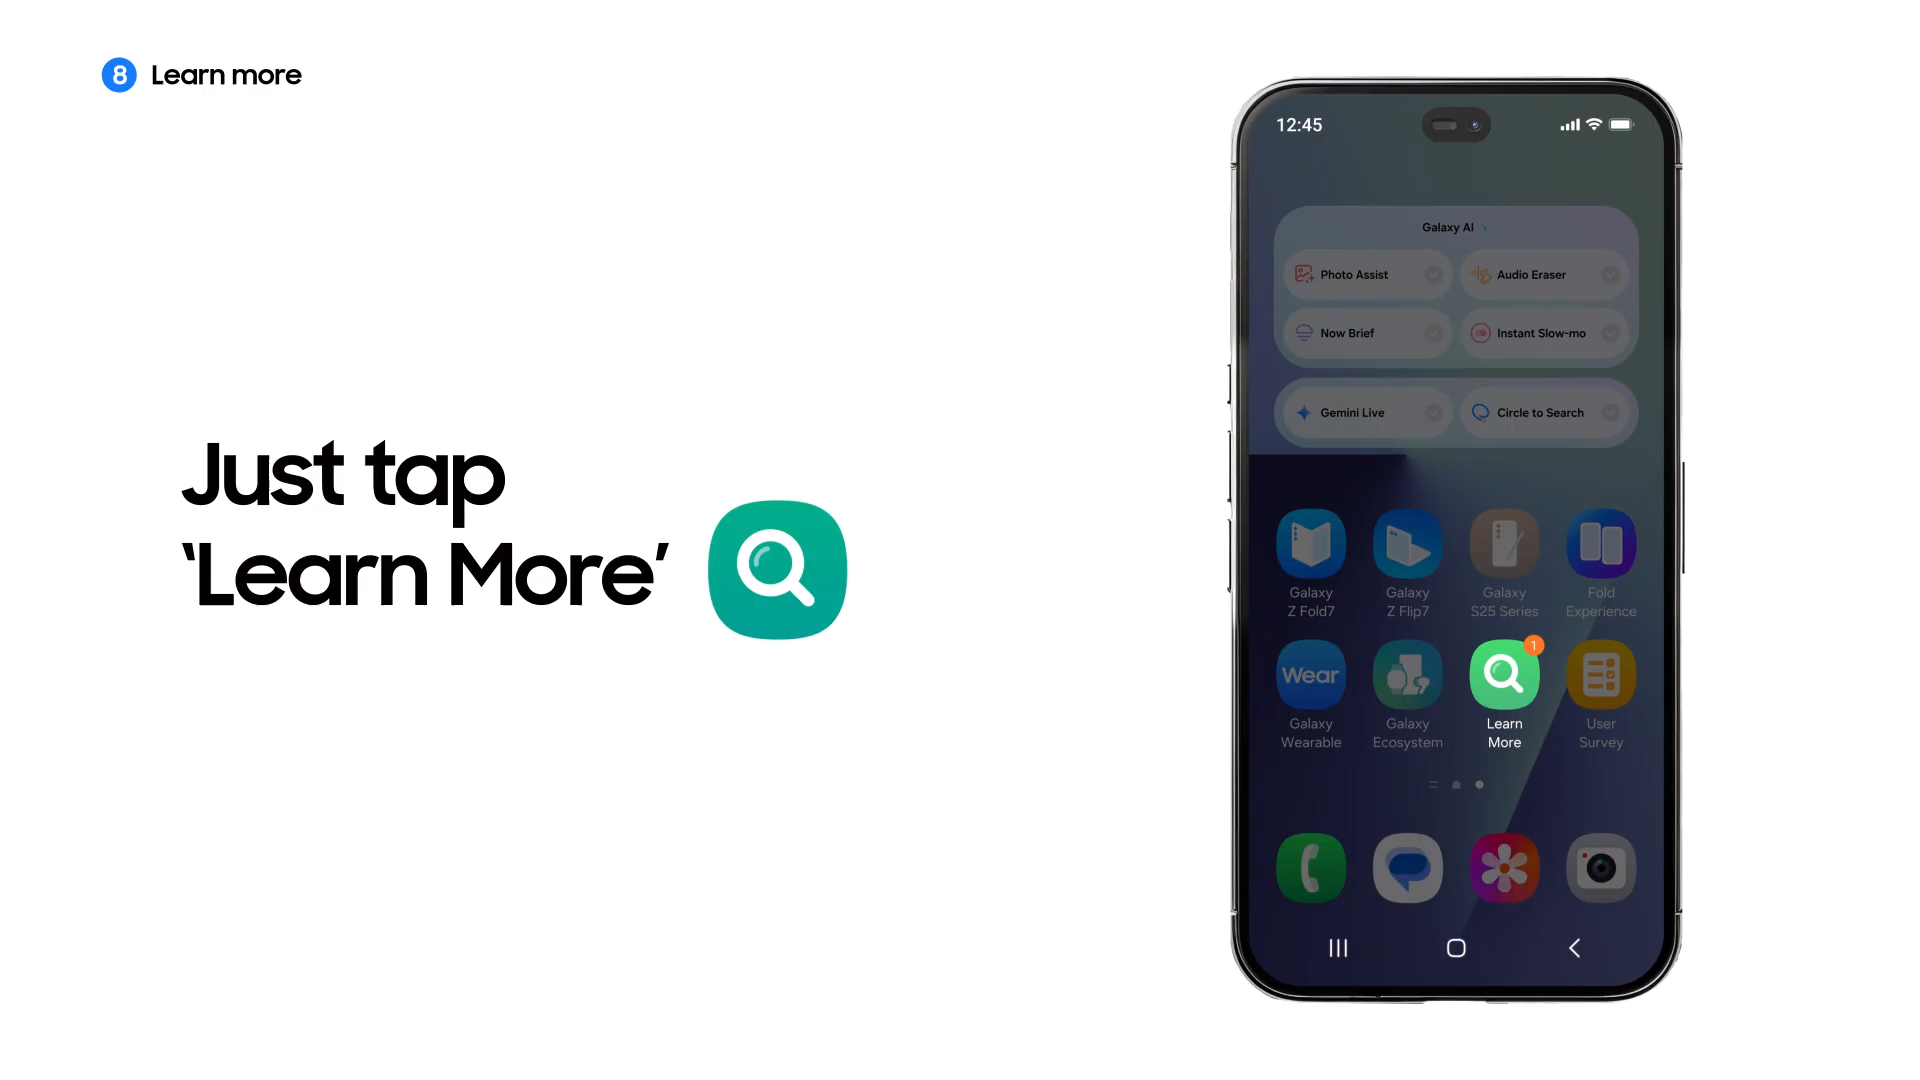 8 Learn more
Just tap
‘Learn More’
12:45
Galaxy AI
Photo Assist
Audio Eraser
Now Brief
Instant Slow-mo
Gemini Live
Circle to Search
Galaxy
Z Fold7
Galaxy
Z Flip7
Galaxy
S25 Series
Fold
Experience
Wear
Galaxy
Wearable
Galaxy
Ecosystem
1
Learn
More
User
Survey